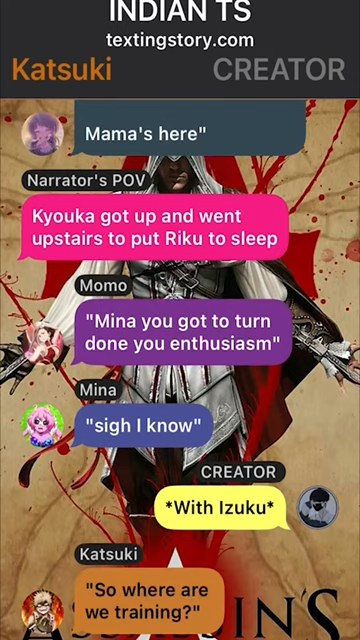 INDIAN TS
textingstory.com
Katsuki
CREATOR
Mama's here"
Narrator's POV
Kyouka got up and went
upstairs to put Riku to sleep
Momo
"Mina you got to turn
done you enthusiasm"
Mina
"sigh I know"
CREATOR
*With Izuku*
Katsuki
"So where are
we training?"